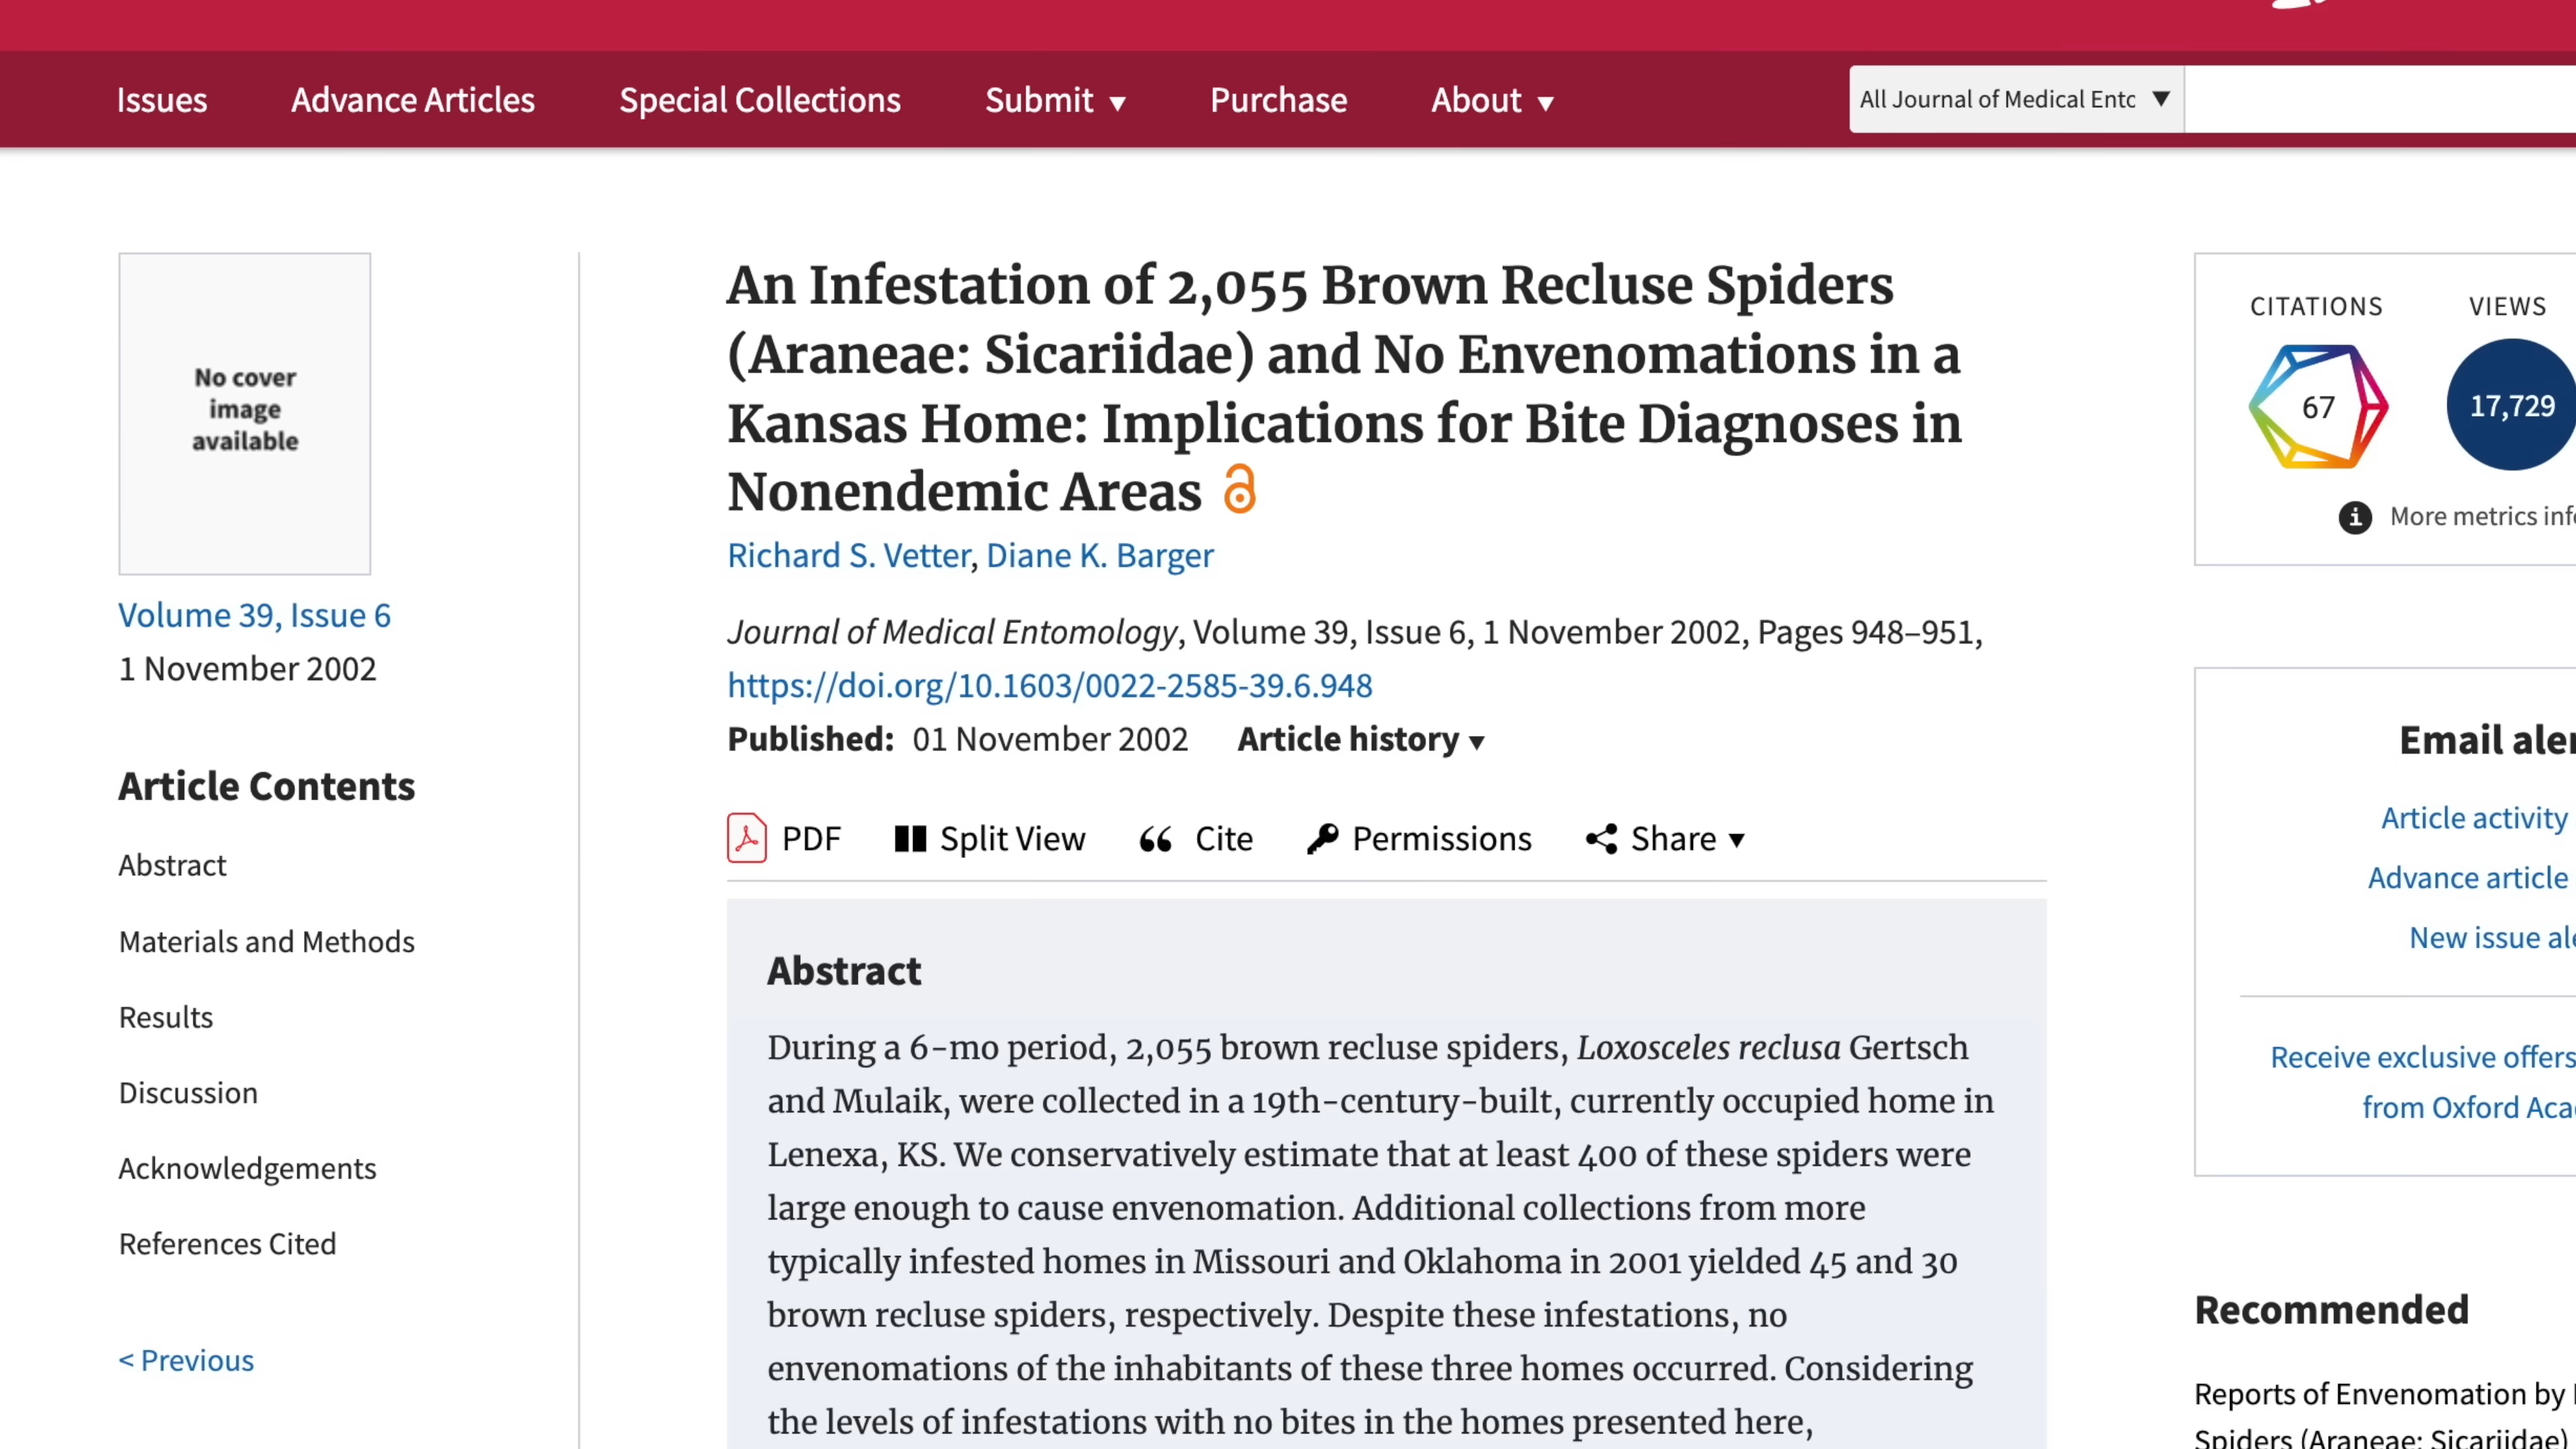 Issues
Advance Articles
Special Collections
Submit ▼
Purchase
About ▼
All Journal of Medical Entc ▼
No cover
image
available
Volume 39, Issue 6
1 November 2002
Article Contents
Abstract
Materials and Methods
Results
Discussion
Acknowledgements
References Cited
< Previous
An Infestation of 2,055 Brown Recluse Spiders
(Araneae: Sicariidae) and No Envenomations in a
Kansas Home: Implications for Bite Diagnoses in
Nonendemic Areas
Richard S. Vetter, Diane K. Barger
Journal of Medical Entomology, Volume 39, Issue 6, 1 November 2002, Pages 948–951,
https://doi.org/10.1603/0022-2585-39.6.948
Published: 01 November 2002 Article history ▼
PDF
Split View
Cite
Permissions
Share ▼
Abstract
During a 6-mo period, 2,055 brown recluse spiders, Loxosceles reclusa Gertsch
and Mulaik, were collected in a 19th-century-built, currently occupied home in
Lenexa, KS. We conservatively estimate that at least 400 of these spiders were
large enough to cause envenomation. Additional collections from more
typically infested homes in Missouri and Oklahoma in 2001 yielded 45 and 30
brown recluse spiders, respectively. Despite these infestations, no
envenomations of the inhabitants of these three homes occurred. Considering
the levels of infestations with no bites in the homes presented here,
CITATIONS
VIEWS
67
17,729
More metrics inf
Email aler
Article activity
Advance article
New issue ale
Receive exclusive offers
from Oxford Aca
Recommended
Reports of Envenomation by
Spiders (Araneae: Sicariidae)